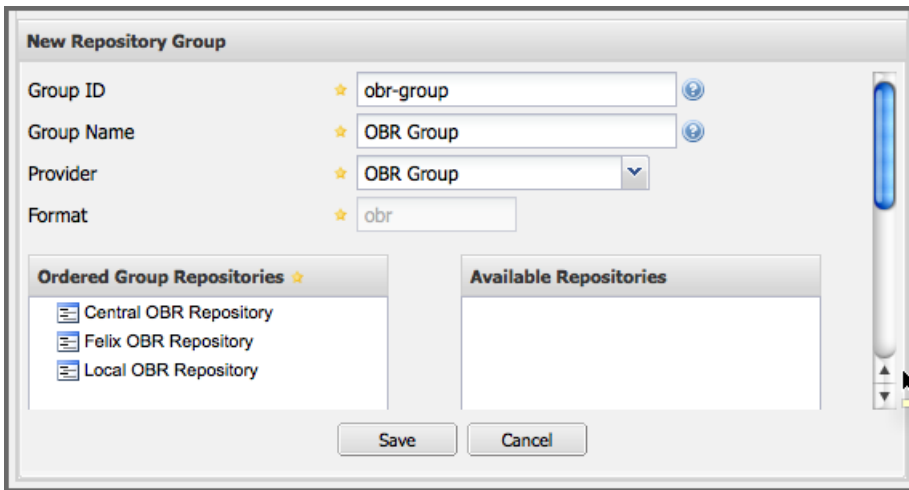 New Repository Group
Group ID obr-group
Group Name OBR Group
Provider OBR Group
Format obr
Ordered Group Repositories Available Repositories
Central OBR Repository
Felix OBR Repository
Local OBR Repository
Save Cancel